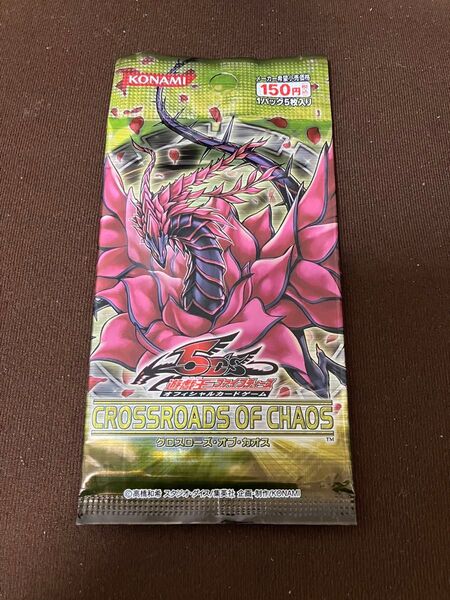 KONAMI
メーカー希望小売価格
150円
1パック5枚入り
5D's
遊戯王ファイブディーズ
オフィシャルカードゲーム
CROSSROADS OF CHAOS
TM
クロスローズ・オブ・カオス
©高橋和希 スタジオ・ダイス/集英社 企画・制作/KONAMI